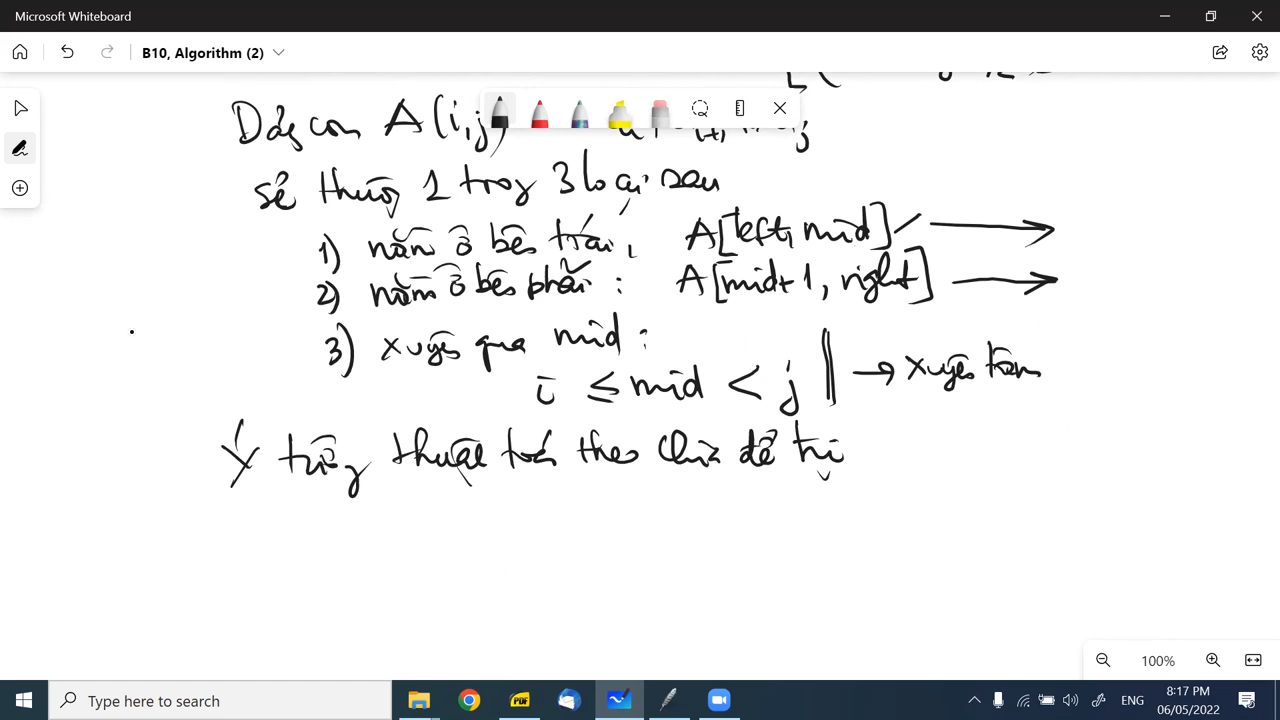 Microsoft Whiteboard
B10, Algorithm (2)
Dãy con A(i,j)
sẽ thuộc 1 trong 3 loại sau
1) nằm ở bên trái: A[left, mid]
2) nằm ở bên phải: A[mid+1, right]
3) xuyên qua mid:
i ≤ mid < j → xuyên tâm
Ý tưởng thuật toán theo chia để trị
100%
Type here to search
ENG
8:17 PM
06/05/2022